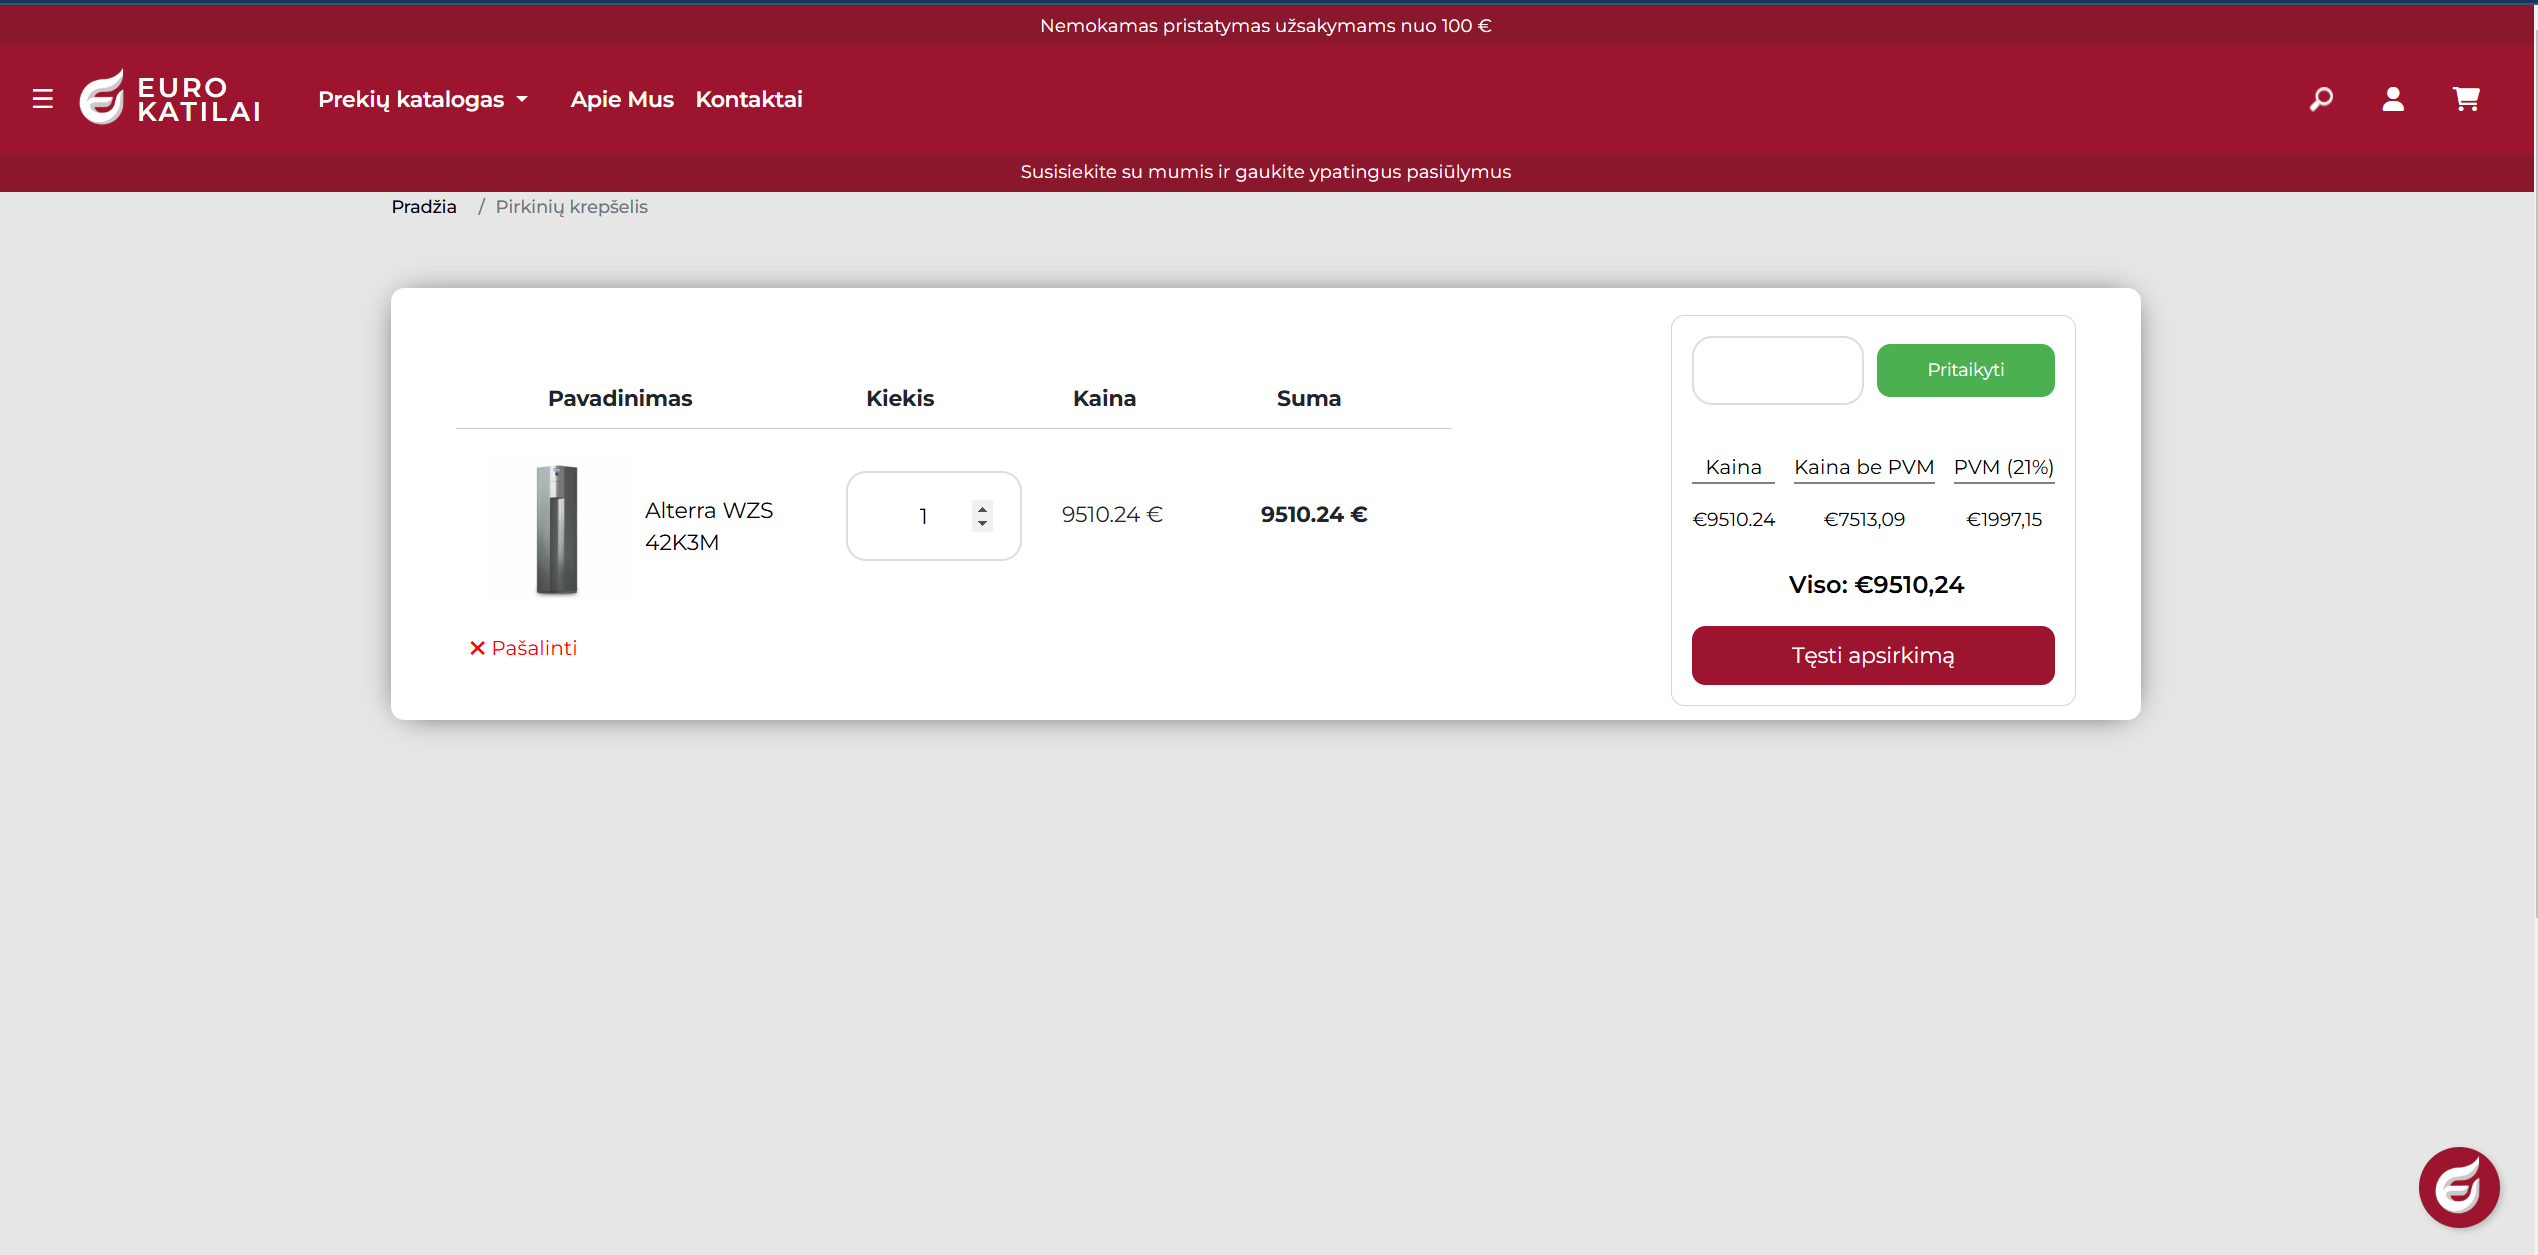 Nemokamas pristatymas užsakymams nuo 100 €
EURO
KATILAI
Prekių katalogas
Apie Mus
Kontaktai
Susisiekite su mumis ir gaukite ypatingus pasiūlymus
Pradžia / Pirkinių krepšelis
Pavadinimas Kiekis Kaina Suma
Alterra WZS
42K3M
1
9510.24 €
9510.24 €
Pašalinti
Pritaikyti
Kaina Kaina be PVM PVM (21%)
€9510.24 €7513,09 €1997,15
Viso: €9510,24
Tęsti apsirkimą